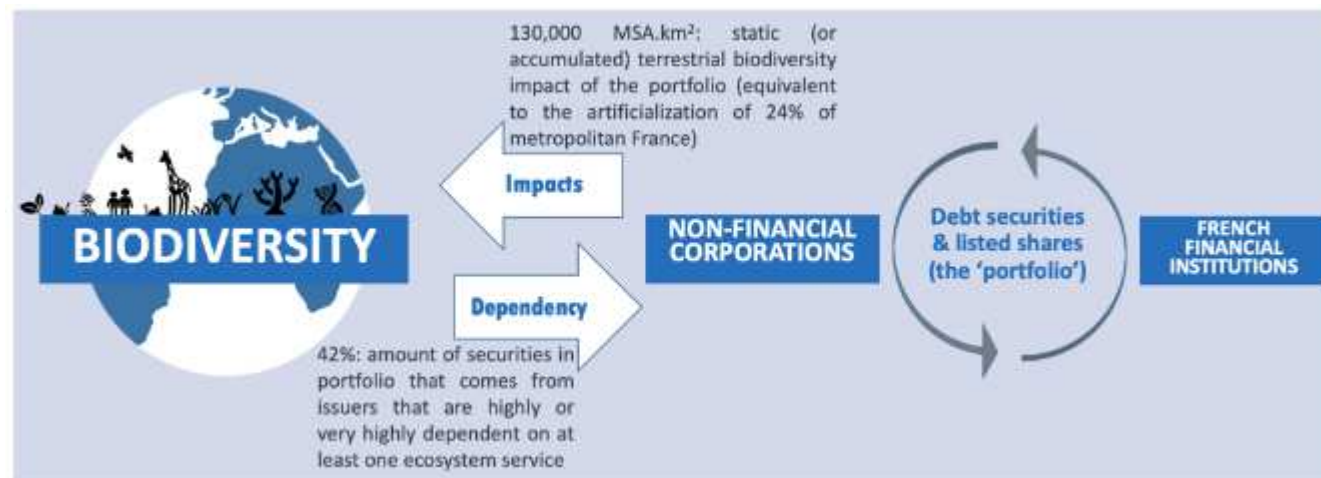 130,000 MSA.km²: static (or
accumulated) terrestrial biodiversity
impact of the portfolio (equivalent
to the artificialization of 24% of
metropolitan France)
Impacts
BIODIVERSITY
NON-FINANCIAL
CORPORATIONS
Debt securities
& listed shares
(the ‘portfolio’)
FRENCH
FINANCIAL
INSTITUTIONS
Dependency
42%: amount of securities in
portfolio that comes from
issuers that are highly or
very highly dependent on at
least one ecosystem service